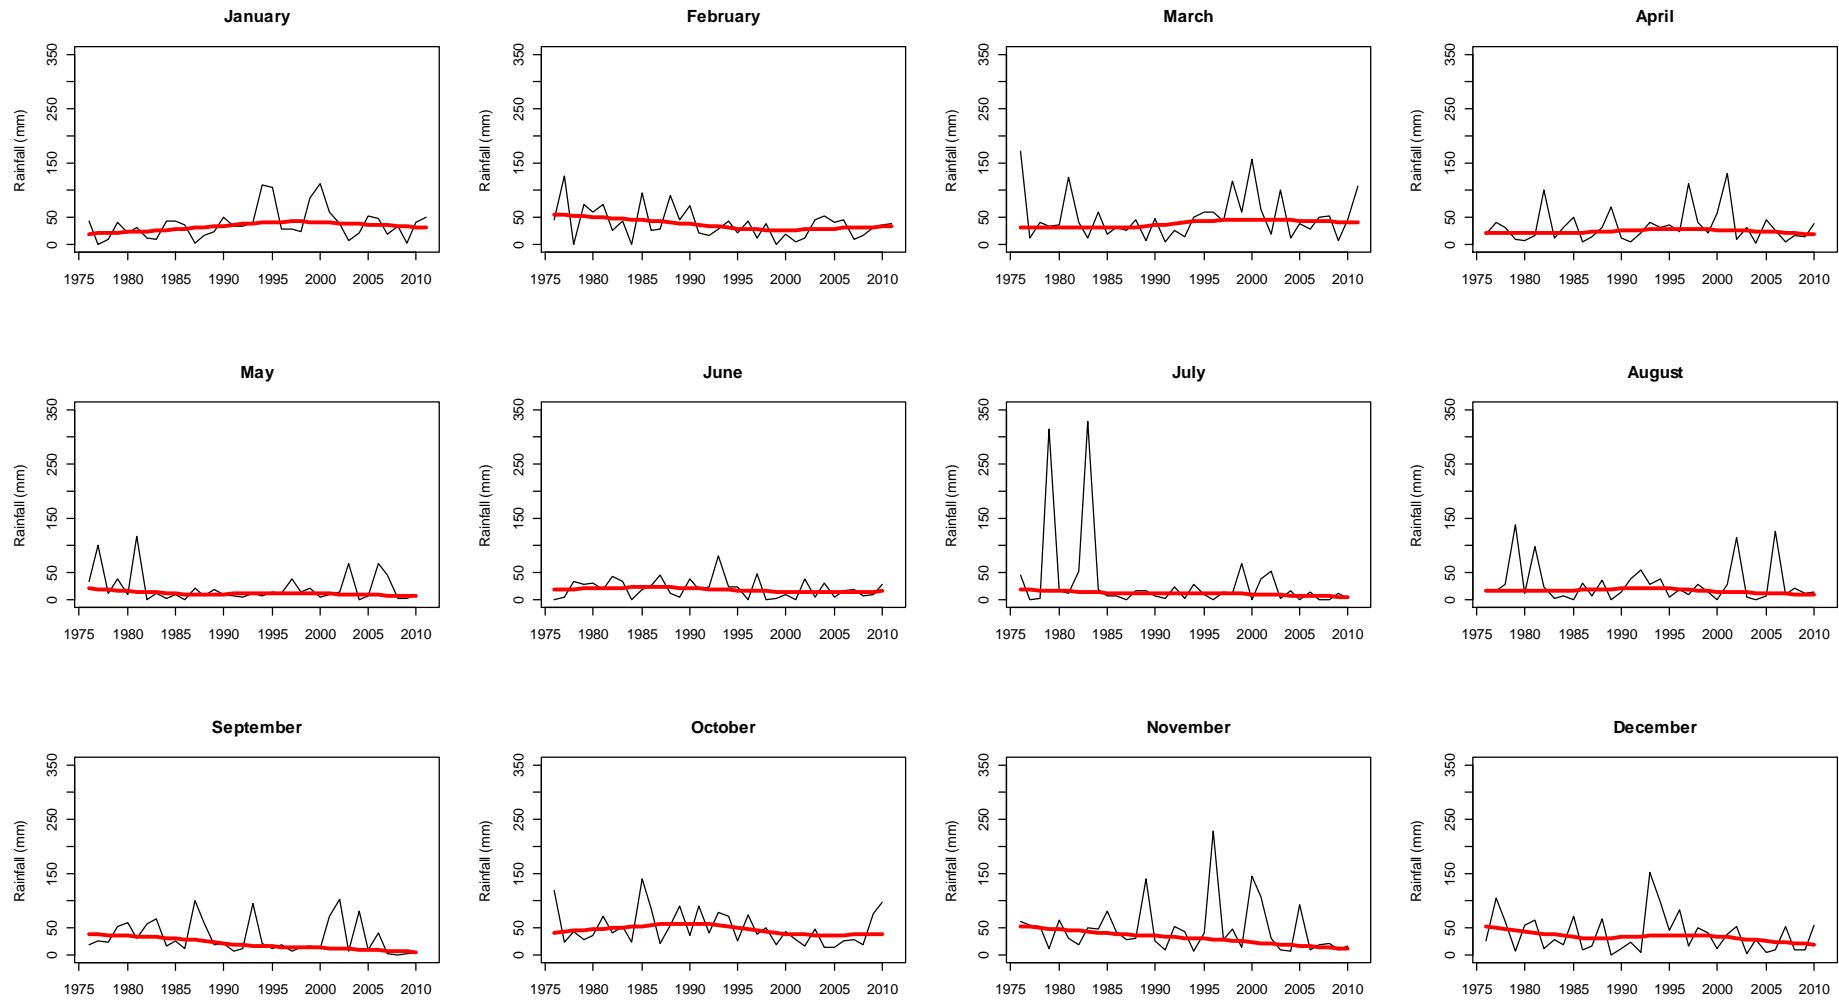 January February March April
Rainfall (mm) 0 50 150 250 350 Rainfall (mm) 0 50 150 250 350 Rainfall (mm) 0 50 150 250 350 Rainfall (mm) 0 50 150 250 350
1975 1980 1985 1990 1995 2000 2005 2010 1975 1980 1985 1990 1995 2000 2005 2010 1975 1980 1985 1990 1995 2000 2005 2010 1975 1980 1985 1990 1995 2000 2005 2010
May June July August
Rainfall (mm) 0 50 150 250 350 Rainfall (mm) 0 50 150 250 350 Rainfall (mm) 0 50 150 250 350 Rainfall (mm) 0 50 150 250 350
1975 1980 1985 1990 1995 2000 2005 2010 1975 1980 1985 1990 1995 2000 2005 2010 1975 1980 1985 1990 1995 2000 2005 2010 1975 1980 1985 1990 1995 2000 2005 2010
September October November December
Rainfall (mm) 0 50 150 250 350 Rainfall (mm) 0 50 150 250 350 Rainfall (mm) 0 50 150 250 350 Rainfall (mm) 0 50 150 250 350
1975 1980 1985 1990 1995 2000 2005 2010 1975 1980 1985 1990 1995 2000 2005 2010 1975 1980 1985 1990 1995 2000 2005 2010 1975 1980 1985 1990 1995 2000 2005 2010